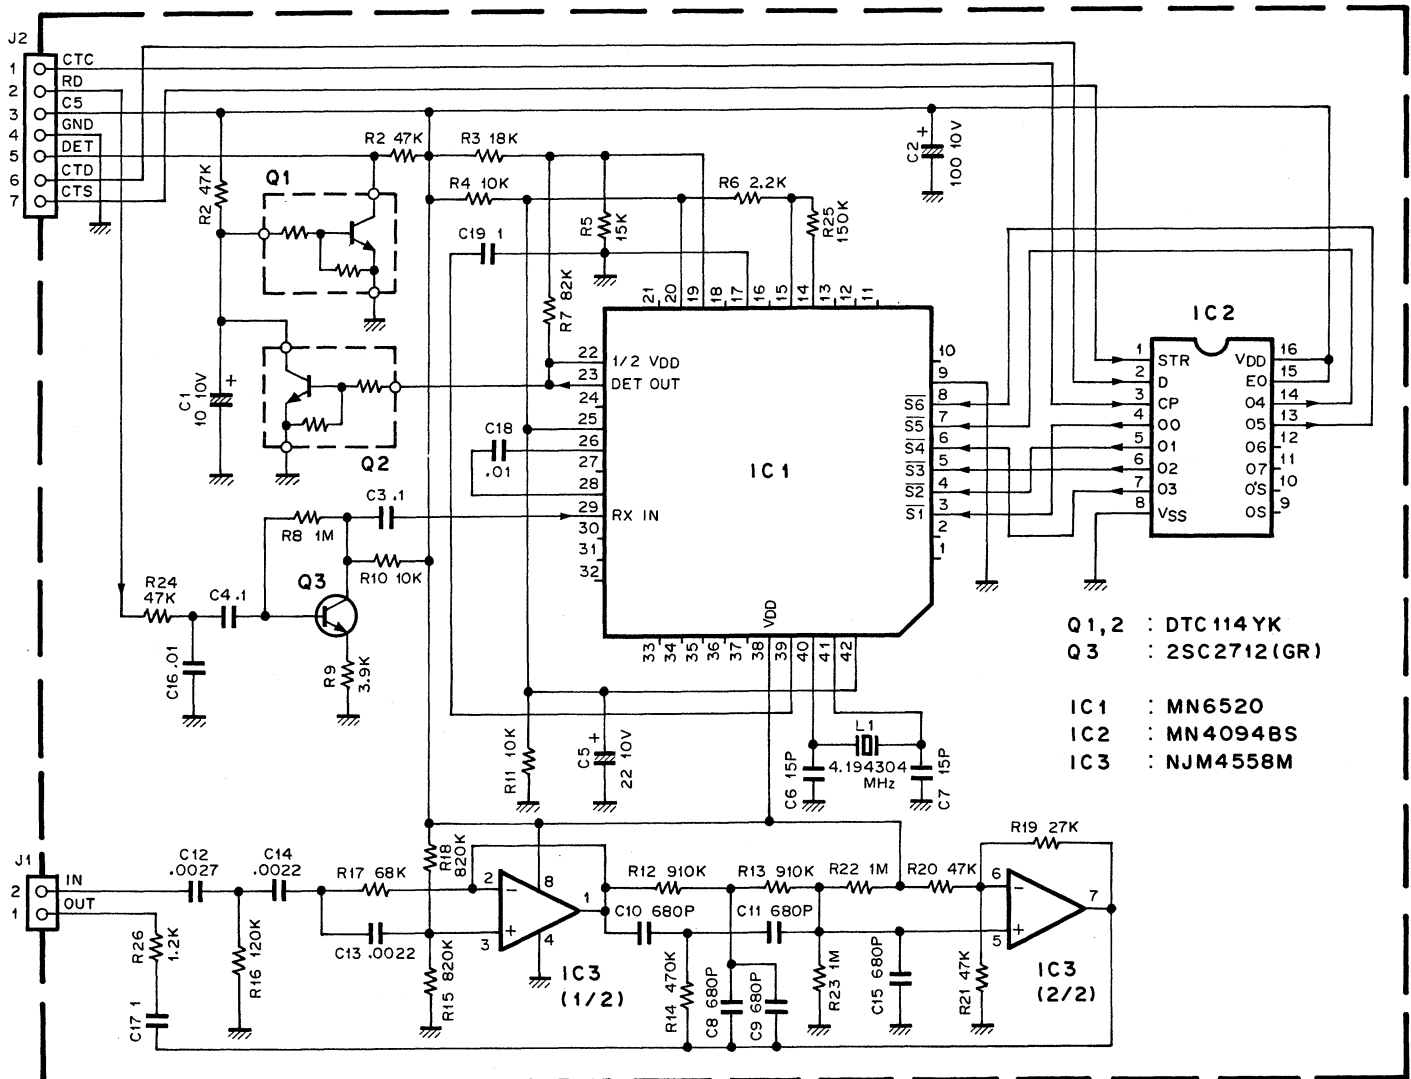 J2
1 CTC
2 RD
3 C5
4 GND
5 DET
6 CTD
7 CTS
R2 47K
R2 47K
R3 18K
R4 10K
R6 2.2K
C2 + 100 10V
R5 15K
R25 150K
C19 1
Q1
R7 82K
C1 + 10 10V
Q2
21 20 19 18 17 16 15 14 13 12 11
22 1/2 VDD
23 DET OUT
24
25
26
27
28
29 RX IN
30
31
32
C18 .01
IC1
10
9
S6 8
S5 7
S4 6
S3 5
S2 4
S1 3
2
1
VDD
33 34 35 36 37 38 39 40 41 42
IC2
1 STR
2 D
3 CP
4 O0
5 O1
6 O2
7 O3
8 VSS
VDD 16
EO 15
O4 14
O5 13
O6 12
O7 11
O'S 10
OS 9
C3 .1
R8 1M
R10 10K
Q3
R24 47K
C4 .1
C16 .01
R9 3.9K
R11 10K
C5 + 22 10V
L1
4.194304 MHz
C6 15P
C7 15P
Q1,2 : DTC114YK
Q3 : 2SC2712(GR)
IC1 : MN6520
IC2 : MN4094BS
IC3 : NJM4558M
J1
2 IN
1 OUT
C12 .0027
C14 .0022
R17 68K
R18 820K
C13 .0022
R26 1.2K
R16 120K
R15 820K
C17 1
2 −
3 +
8
4
1
IC3 (1/2)
R12 910K
R13 910K
R22 1M
R20 47K
R19 27K
C10 680P
C11 680P
R14 470K
C8 680P
C9 680P
R23 1M
C15 680P
R21 47K
6 −
5 +
7
IC3 (2/2)